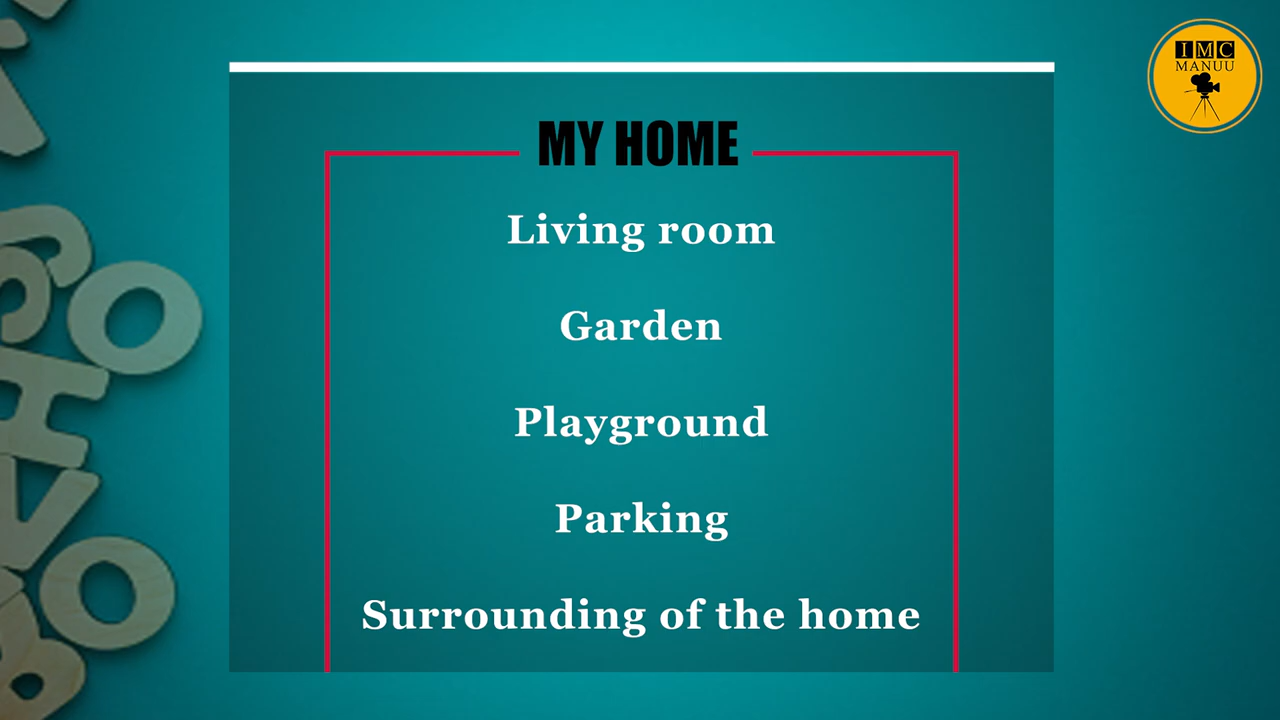 IMC
MANUU
MY HOME
Living room
Garden
Playground
Parking
Surrounding of the home